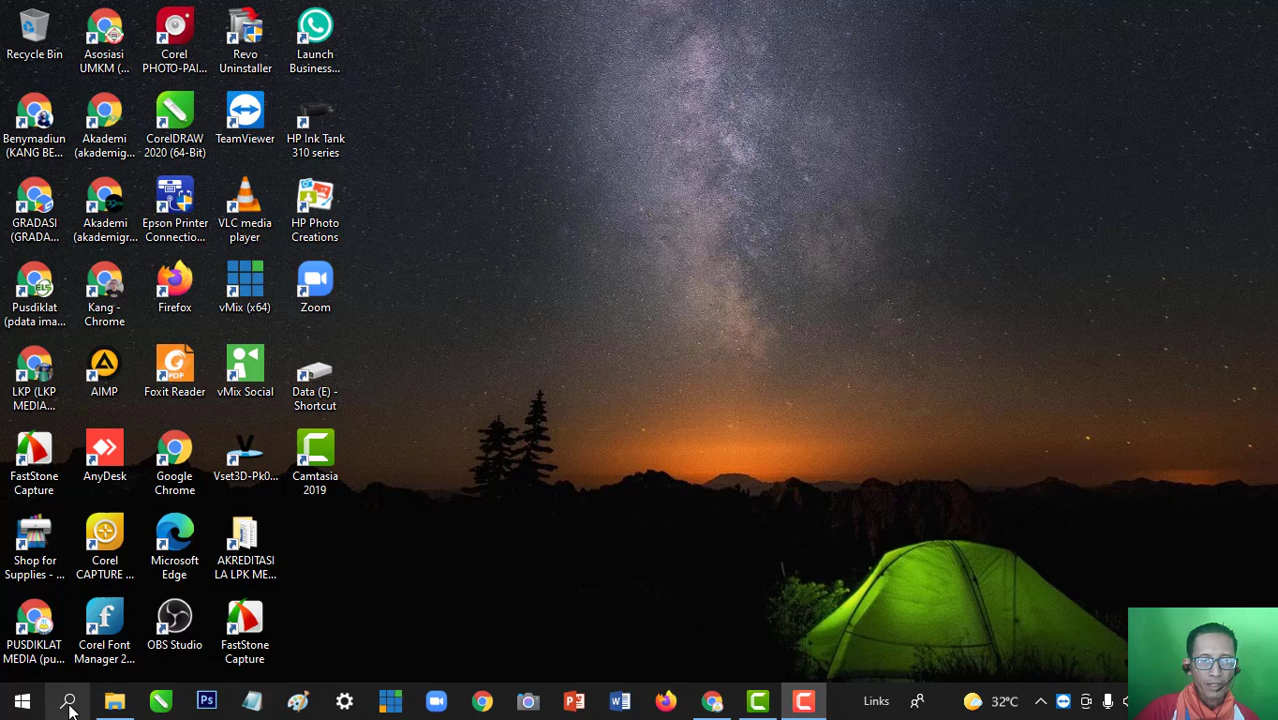 Recycle Bin
Asosiasi
UMKM (...
Corel
PHOTO-PAI...
Revo
Uninstaller
Launch
Business...
Benymadiun
(KANG BE...
Akademi
(akademig...
CorelDRAW
2020 (64-Bit)
TeamViewer
HP Ink Tank
310 series
GRADASI
(GRADA...
Akademi
(akademigr...
Epson Printer
Connectio...
VLC media
player
HP Photo
Creations
Pusdiklat
(pdata ima...
Kang -
Chrome
Firefox
vMix (x64)
Zoom
LKP (LKP
MEDIA...
AIMP
Foxit Reader
vMix Social
Data (E) -
Shortcut
FastStone
Capture
AnyDesk
Google
Chrome
Vset3D-Pk0...
Camtasia
2019
Shop for
Supplies - ...
Corel
CAPTURE ...
Microsoft
Edge
AKREDITASI
LA LPK ME...
PUSDIKLAT
MEDIA (pu...
Corel Font
Manager 2...
OBS Studio
FastStone
Capture
Links
32°C